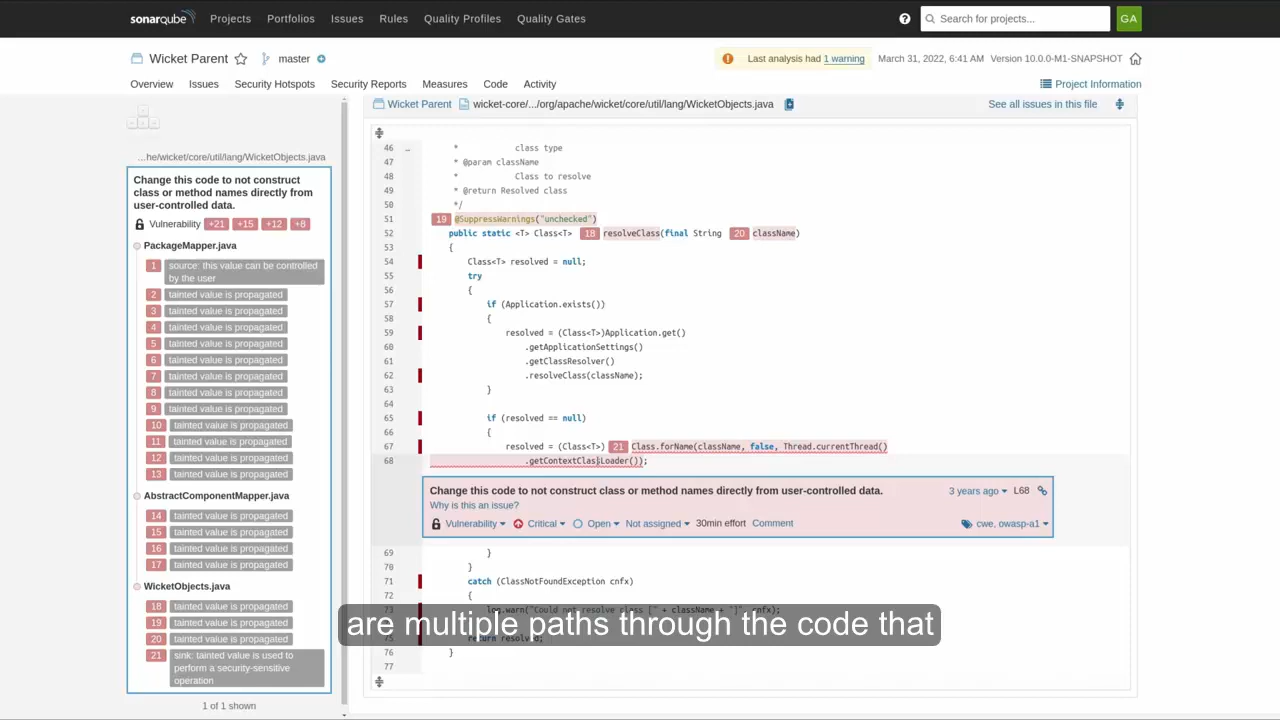 sonarqube Projects Portfolios Issues Rules Quality Profiles Quality Gates ? Search for projects... GA
Wicket Parent master Last analysis had 1 warning March 31, 2022, 6:41 AM Version 10.0.0-M1-SNAPSHOT
Overview Issues Security Hotspots Security Reports Measures Code Activity Project Information
...he/wicket/core/util/lang/WicketObjects.java
Change this code to not construct
class or method names directly from
user-controlled data.
Vulnerability +21 +15 +12 +8
PackageMapper.java
1 source: this value can be controlled
by the user
2 tainted value is propagated
3 tainted value is propagated
4 tainted value is propagated
5 tainted value is propagated
6 tainted value is propagated
7 tainted value is propagated
8 tainted value is propagated
9 tainted value is propagated
10 tainted value is propagated
11 tainted value is propagated
12 tainted value is propagated
13 tainted value is propagated
AbstractComponentMapper.java
14 tainted value is propagated
15 tainted value is propagated
16 tainted value is propagated
17 tainted value is propagated
WicketObjects.java
18 tainted value is propagated
19 tainted value is propagated
20 tainted value is propagated
21 sink: tainted value is used to
perform a security-sensitive
operation
1 of 1 shown
Wicket Parent wicket-core/.../org/apache/wicket/core/util/lang/WicketObjects.java See all issues in this file
46 ... * class type
47 * @param className
48 * Class to resolve
49 * @return Resolved class
50 */
51 19 @SuppressWarnings("unchecked")
52 public static <T> Class<T> 18 resolveClass(final String 20 className)
53 {
54 Class<T> resolved = null;
55 try
56 {
57 if (Application.exists())
58 {
59 resolved = (Class<T>)Application.get()
60 .getApplicationSettings()
61 .getClassResolver()
62 .resolveClass(className);
63 }
64
65 if (resolved == null)
66 {
67 resolved = (Class<T>) 21 Class.forName(className, false, Thread.currentThread()
68 .getContextClassLoader());
Change this code to not construct class or method names directly from user-controlled data. 3 years ago L68
Why is this an issue?
Vulnerability Critical Open Not assigned 30min effort Comment cwe, owasp-a1
69 }
70 }
71 catch (ClassNotFoundException cnfx)
72 {
73 log.warn("Could not resolve class [" + className + "]", cnfx);
are multiple paths through the code that
return resolved;
76 }
77